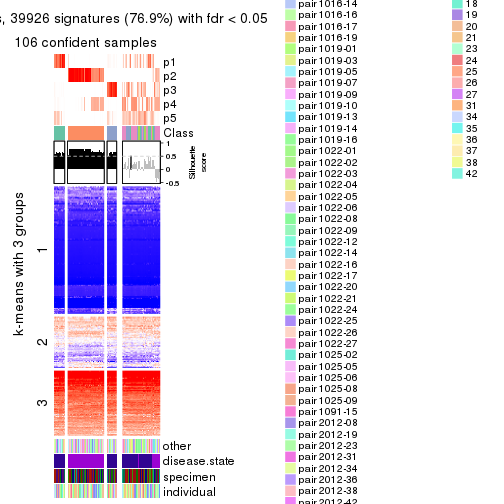 s, 39926 signatures (76.9%) with fdr < 0.05
106 confident samples
p1
p2
p3
p4
p5
Class
1
0.5
0
-0.5
Silhouette
score
k-means with 3 groups
1
2
3
other
disease.state
specimen
individual
pair1016-14
pair1016-16
pair1016-17
pair1016-19
pair1019-01
pair1019-03
pair1019-05
pair1019-07
pair1019-09
pair1019-10
pair1019-13
pair1019-14
pair1019-16
pair1022-01
pair1022-02
pair1022-03
pair1022-04
pair1022-05
pair1022-06
pair1022-08
pair1022-09
pair1022-12
pair1022-14
pair1022-16
pair1022-17
pair1022-20
pair1022-21
pair1022-24
pair1022-25
pair1022-26
pair1022-27
pair1025-02
pair1025-05
pair1025-06
pair1025-08
pair1025-09
pair1091-15
pair2012-08
pair2012-19
pair2012-23
pair2012-31
pair2012-34
pair2012-36
pair2012-38
pair2012-42
18
19
20
21
23
24
25
26
27
31
34
35
36
37
38
42